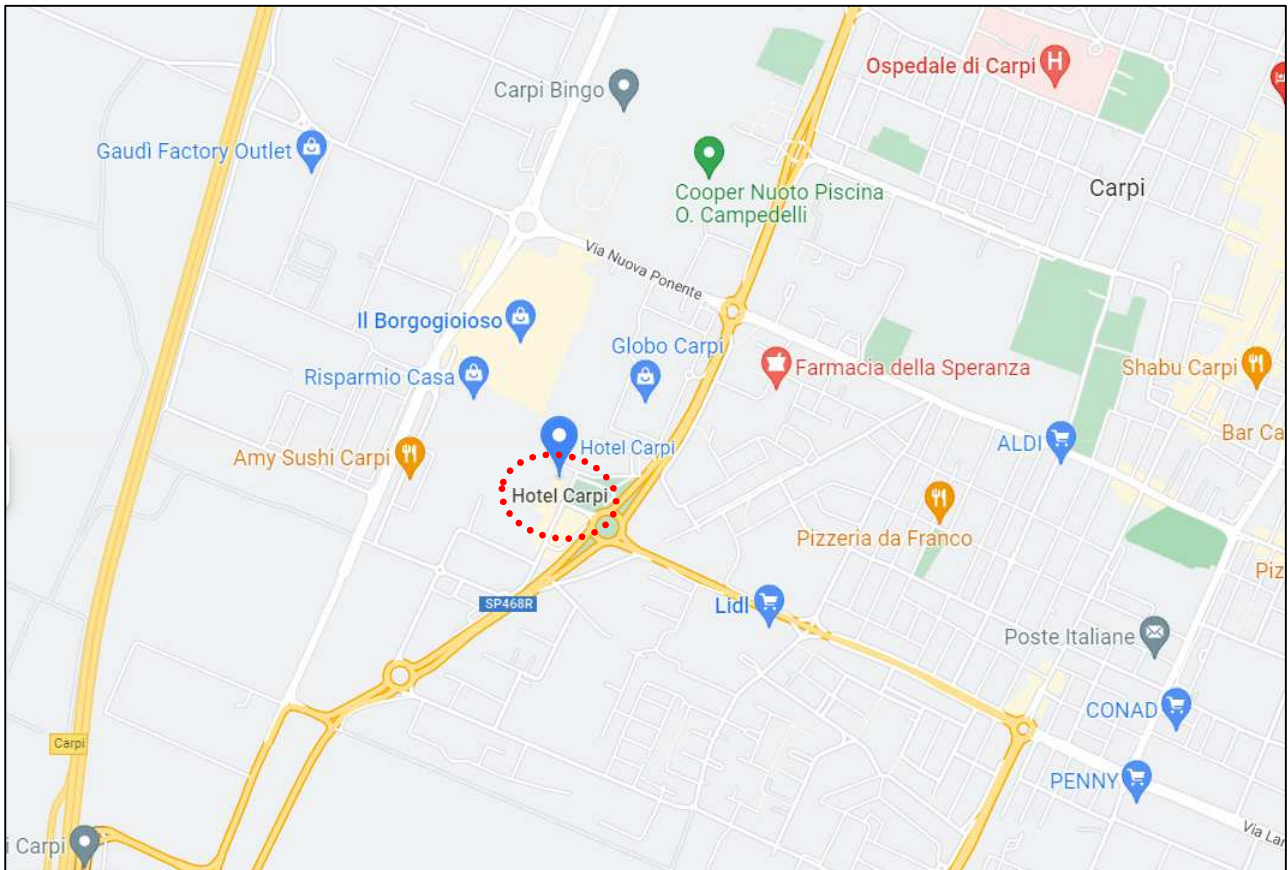 Ospedale di Carpi
H
Carpi Bingo
Gaudì Factory Outlet
Cooper Nuoto Piscina
O. Campedelli
Carpi
Via Nuova Ponente
Il Borgogioioso
Globo Carpi
Risparmio Casa
Farmacia della Speranza
Shabu Carpi
Hotel Carpi
Amy Sushi Carpi
ALDI
Bar Ca
Hotel Carpi
Pizzeria da Franco
Piz
SP468R
Lidl
Poste Italiane
CONAD
Carpi
PENNY
Via Lar
i Carpi